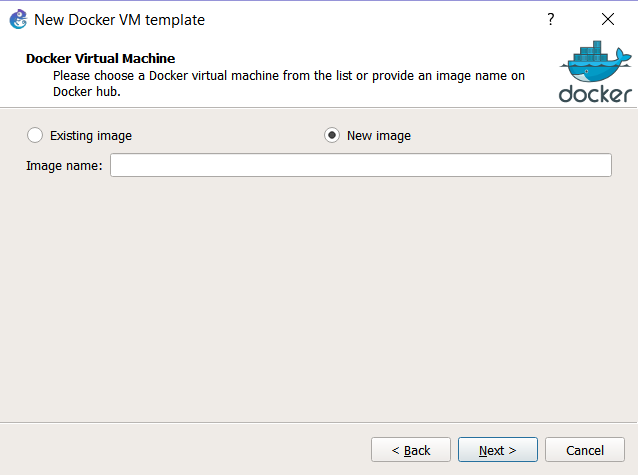 New Docker VM template
?
Docker Virtual Machine
Please choose a Docker virtual machine from the list or provide an image name on
Docker hub.
docker
Existing image
New image
Image name:
< Back
Next >
Cancel